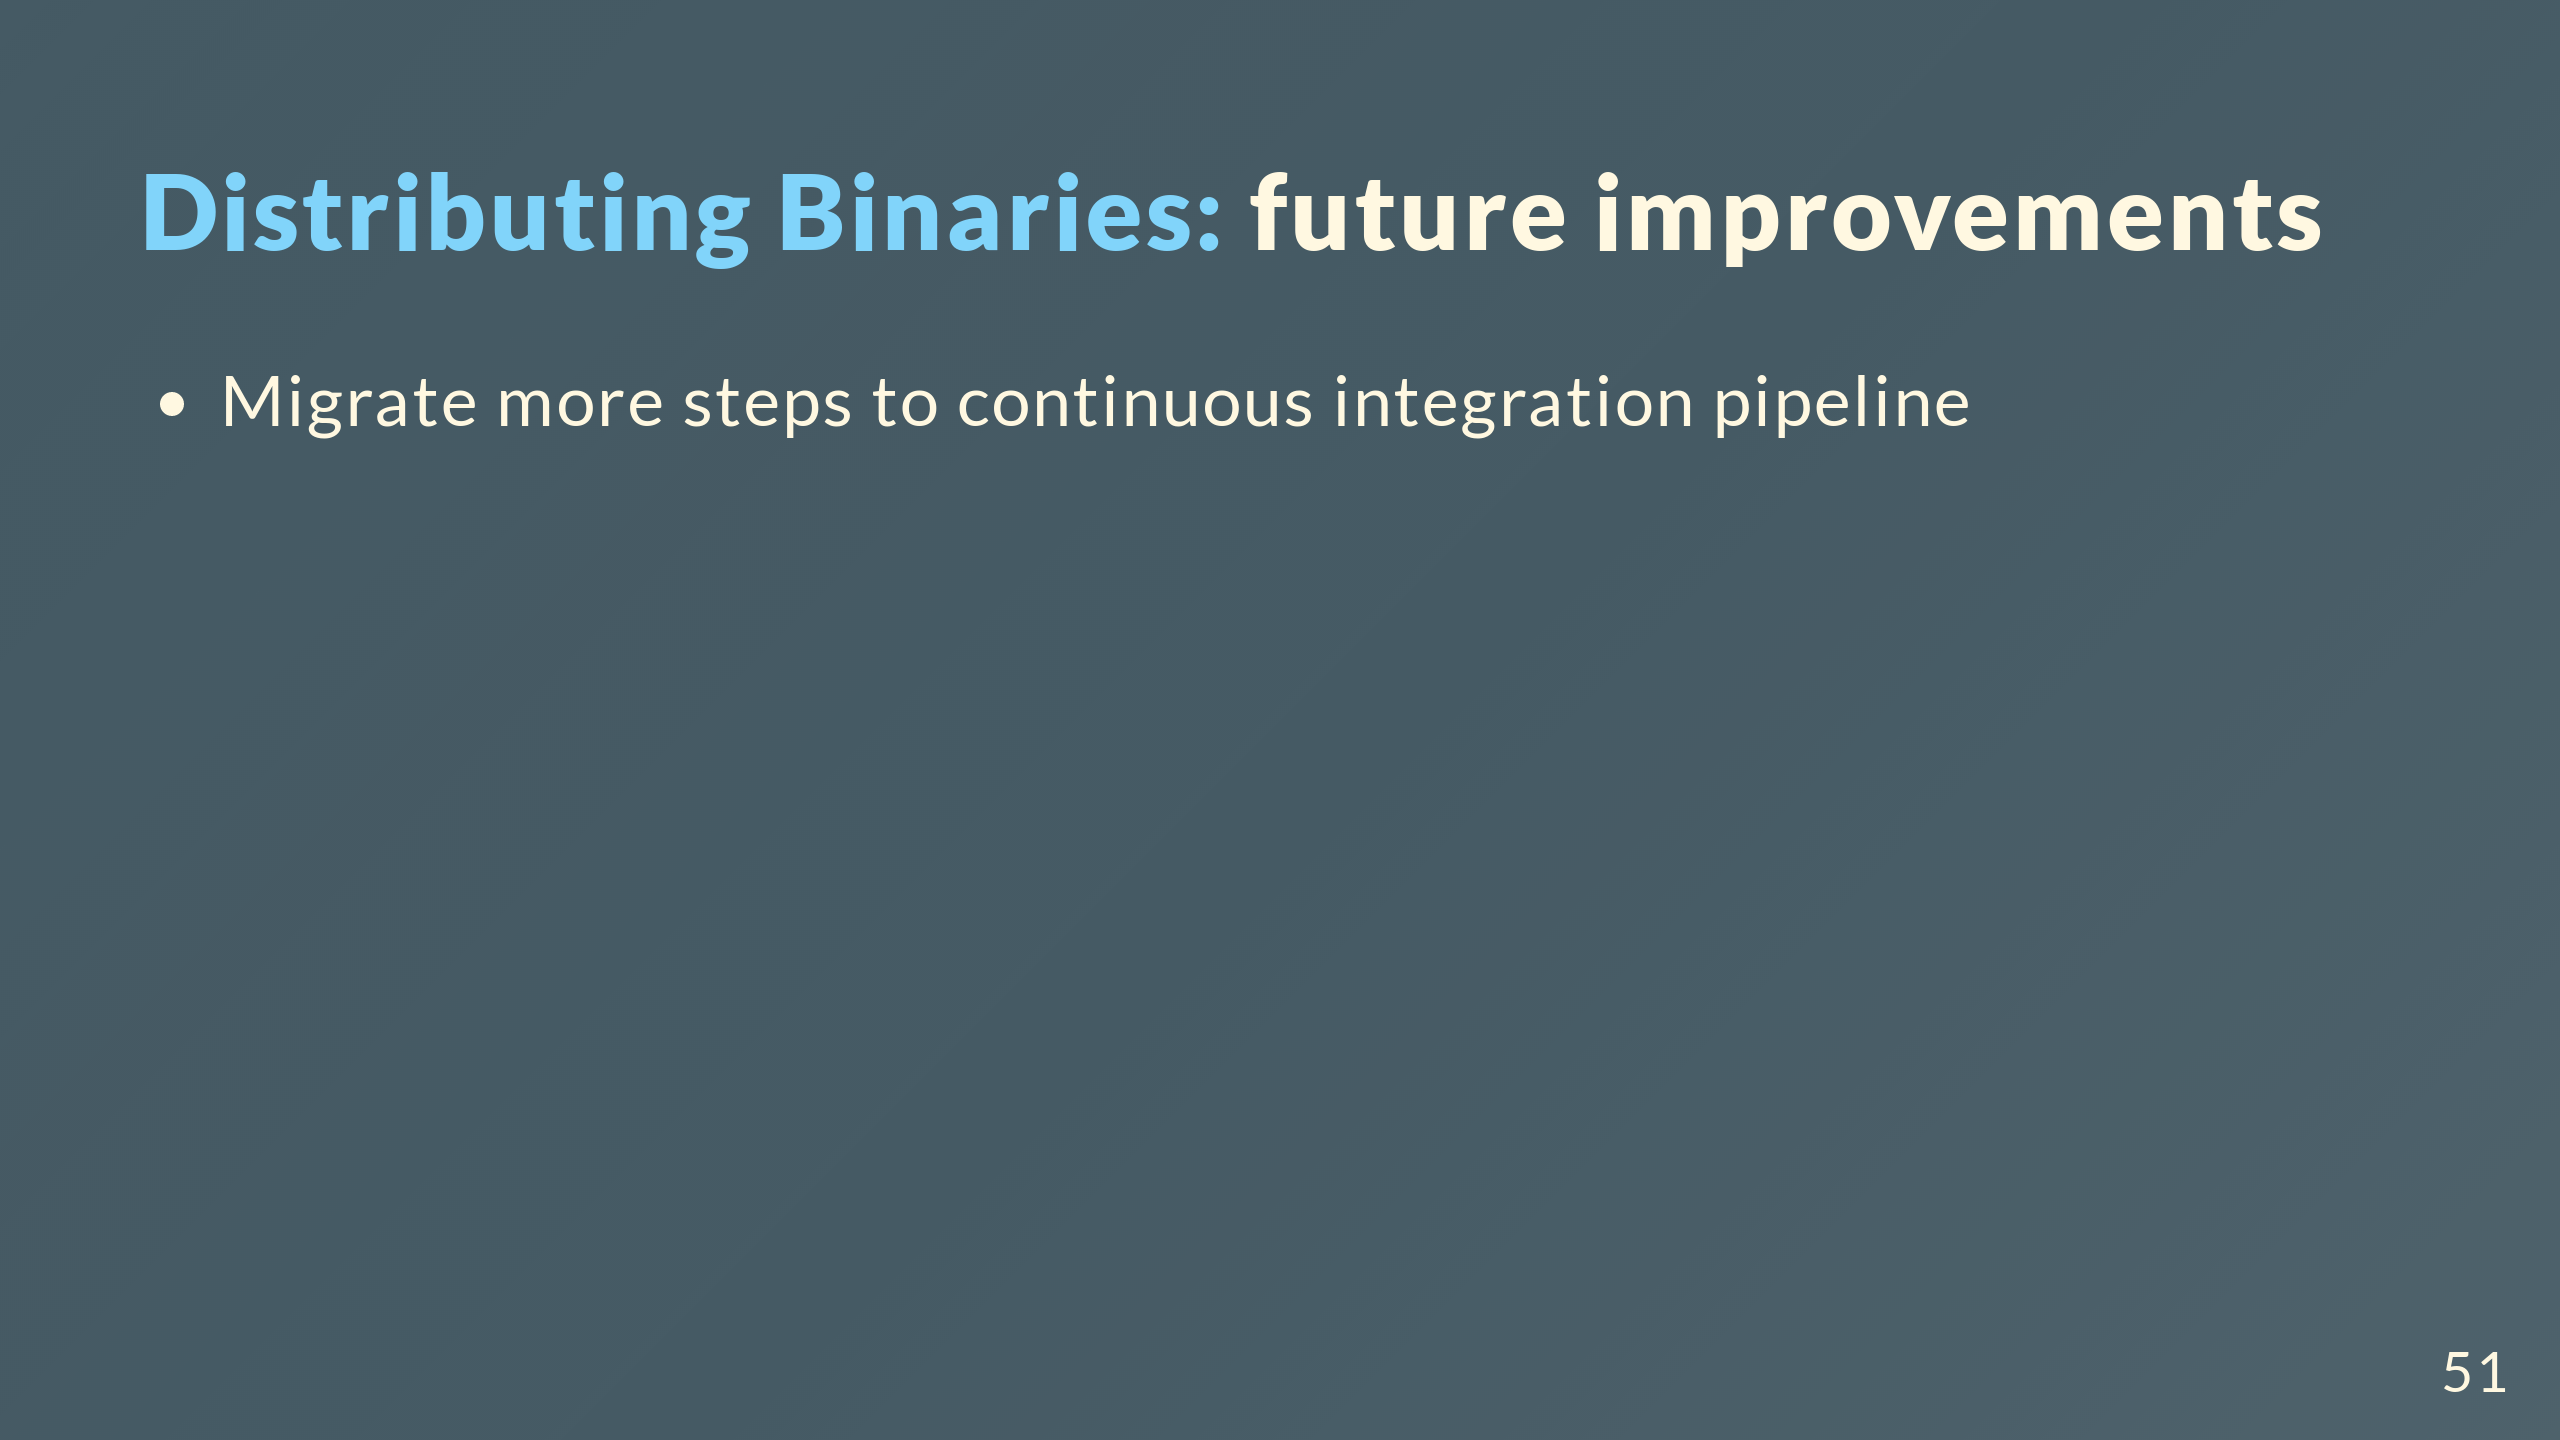 Distributing Binaries: future improvements
• Migrate more steps to continuous integration pipeline
51